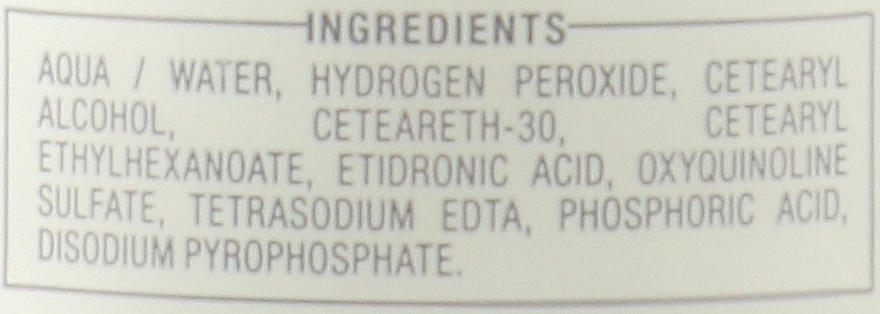 INGREDIENTS
AQUA / WATER, HYDROGEN PEROXIDE, CETEARYL
ALCOHOL, CETEARETH-30, CETEARYL
ETHYLHEXANOATE, ETIDRONIC ACID, OXYQUINOLINE
SULFATE, TETRASODIUM EDTA, PHOSPHORIC ACID,
DISODIUM PYROPHOSPHATE.